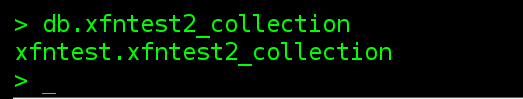 > db.xfntest2_collection
xfntest.xfntest2_collection
> _